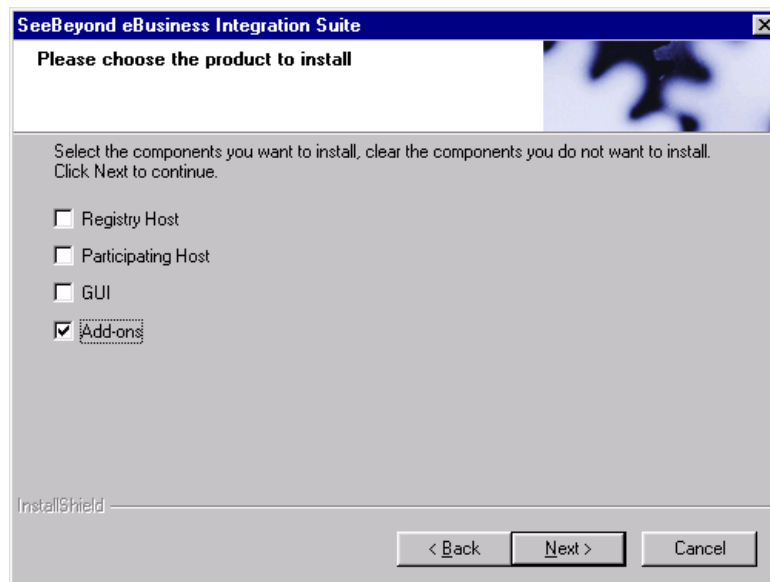 SeeBeyond eBusiness Integration Suite
Please choose the product to install
Select the components you want to install, clear the components you do not want to install.
Click Next to continue.
Registry Host
Participating Host
GUI
Add-ons
InstallShield
< Back Next > Cancel